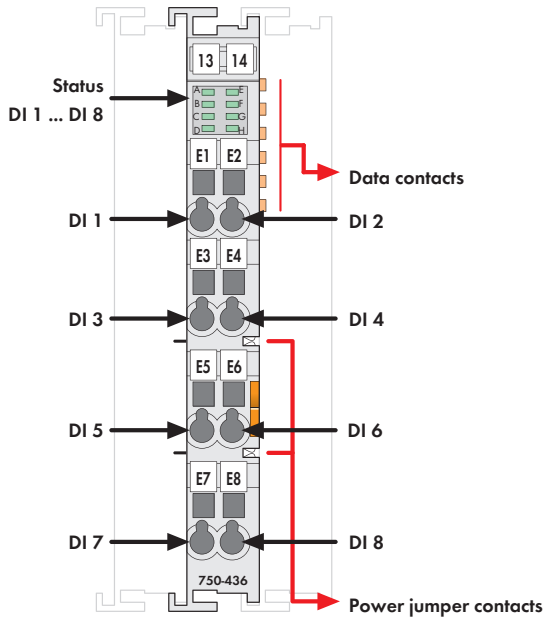 13 14
Status
DI 1 ... DI 8
A E
B F
C G
D H
E1 E2
Data contacts
DI 1 DI 2
E3 E4
DI 3 DI 4
E5 E6
DI 5 DI 6
E7 E8
DI 7 DI 8
750-436
Power jumper contacts